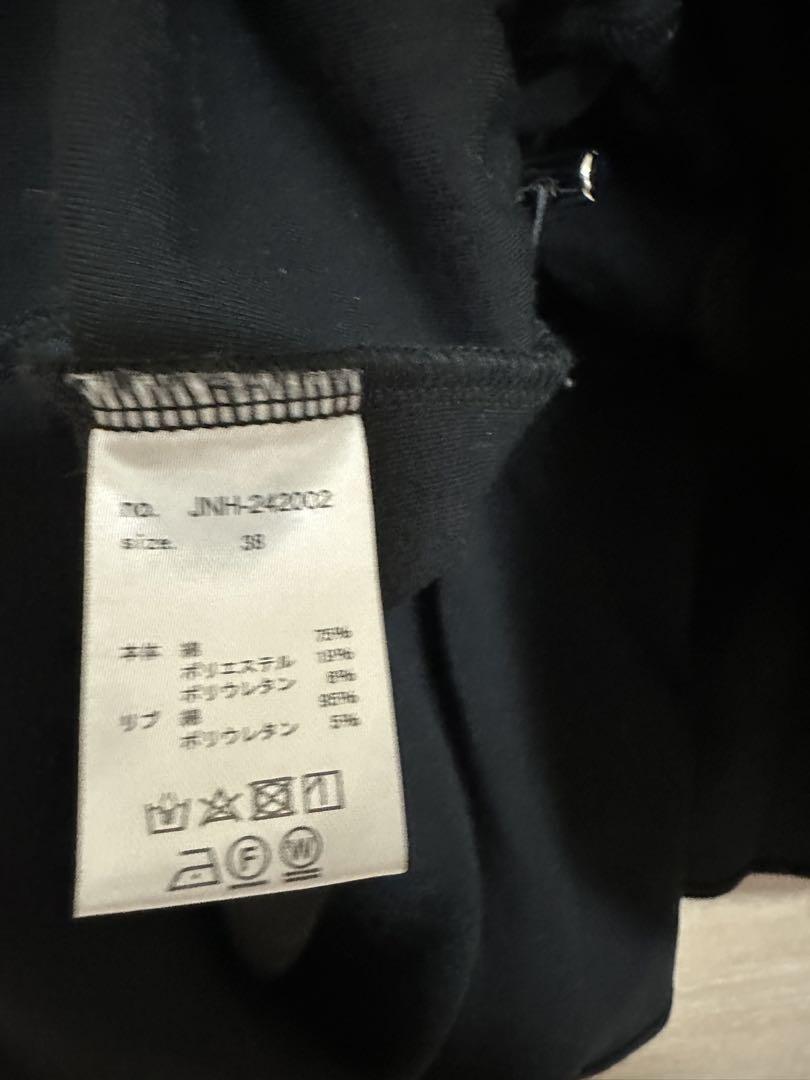 no. JNH-242002
size. 38
本体 綿 75%
ポリエステル 19%
ポリウレタン 6%
リブ 綿 95%
ポリウレタン 5%
F W